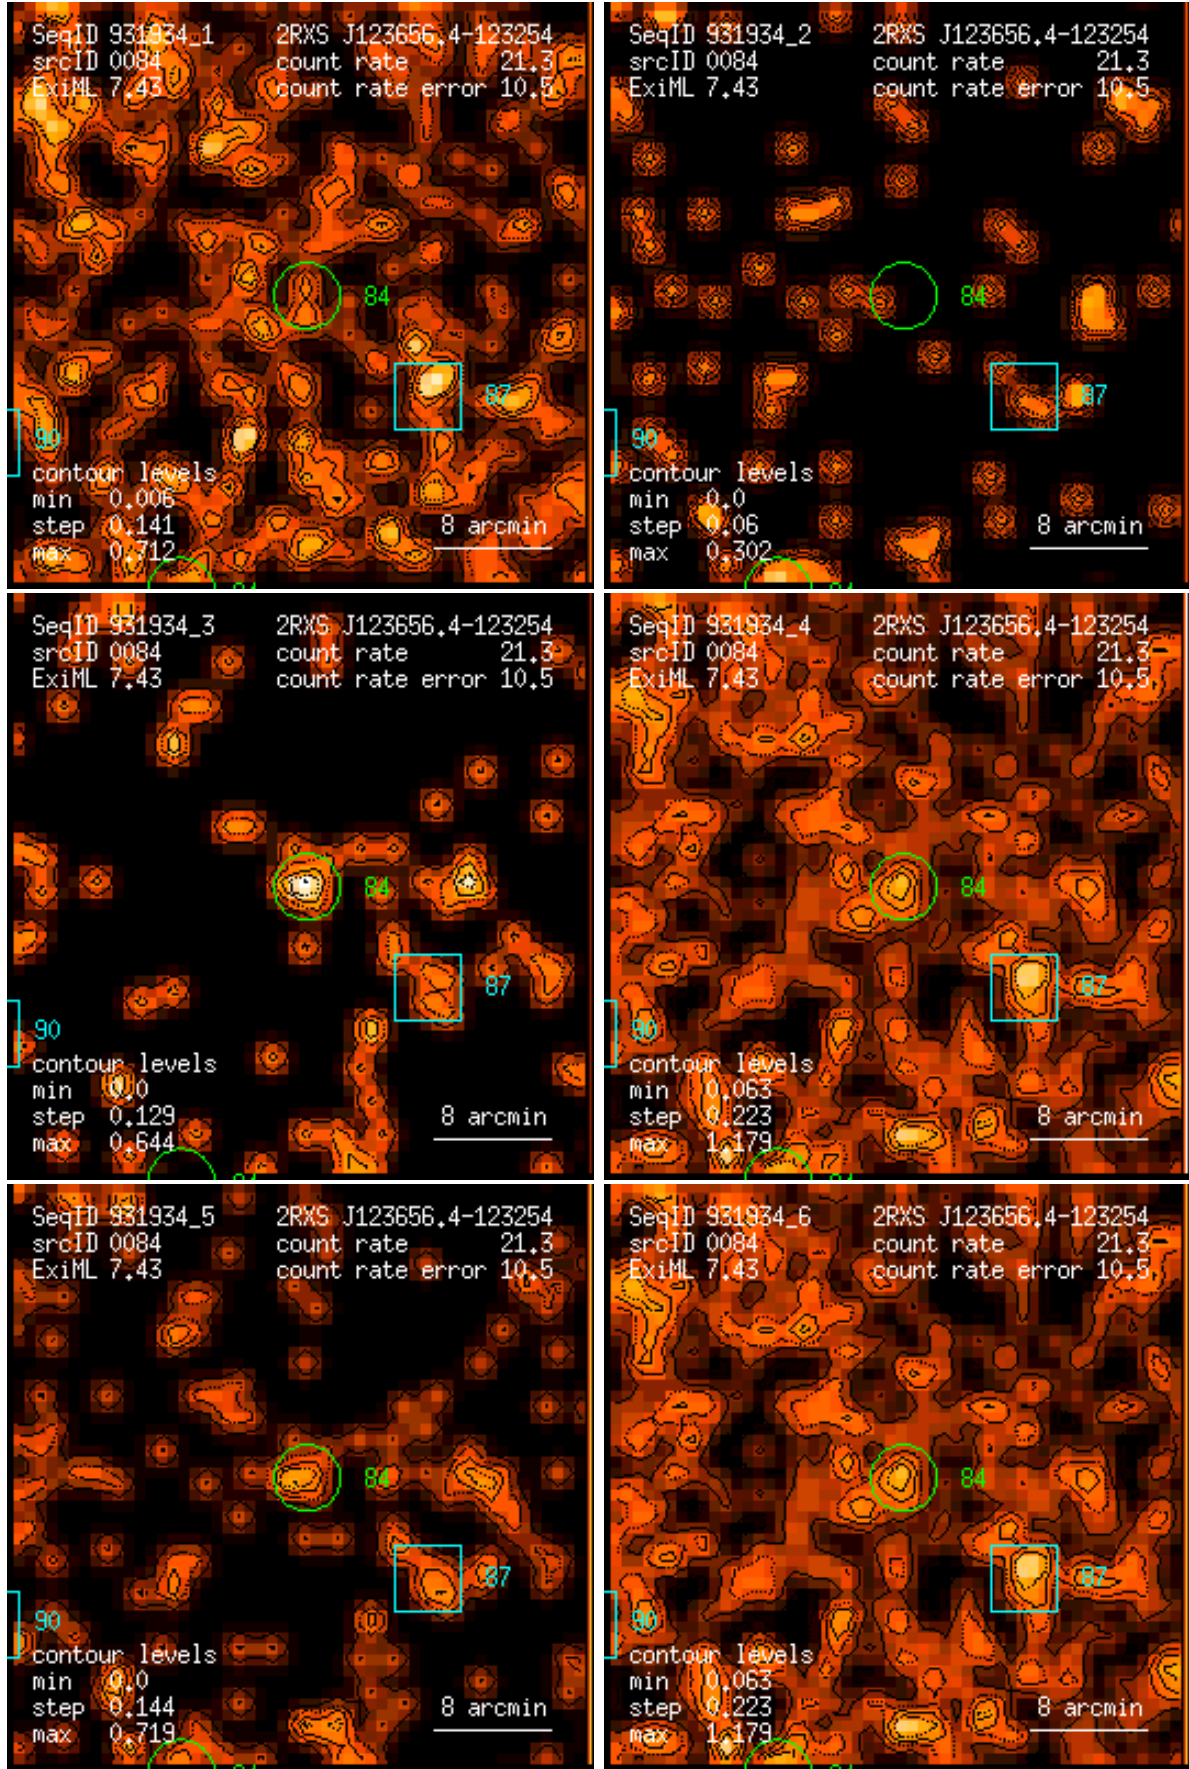 SeqID 931934_1 2RXS J123656.4-123254
srcID 0084 count rate 21.3
ExiML 7.43 count rate error 10.5
84
87
90
contour levels
min 0.006
step 0.141
max 0.712
8 arcmin
SeqID 931934_2 2RXS J123656.4-123254
srcID 0084 count rate 21.3
ExiML 7.43 count rate error 10.5
84
87
90
contour levels
min 0.0
step 0.06
max 0.302
8 arcmin
SeqID 931934_3 2RXS J123656.4-123254
srcID 0084 count rate 21.3
ExiML 7.43 count rate error 10.5
84
87
90
contour levels
min 0.0
step 0.129
max 0.644
8 arcmin
SeqID 931934_4 2RXS J123656.4-123254
srcID 0084 count rate 21.3
ExiML 7.43 count rate error 10.5
84
87
90
contour levels
min 0.063
step 0.223
max 1.179
8 arcmin
SeqID 931934_5 2RXS J123656.4-123254
srcID 0084 count rate 21.3
ExiML 7.43 count rate error 10.5
84
87
90
contour levels
min 0.0
step 0.144
max 0.719
8 arcmin
SeqID 931934_6 2RXS J123656.4-123254
srcID 0084 count rate 21.3
ExiML 7.43 count rate error 10.5
84
87
90
contour levels
min 0.063
step 0.223
max 1.179
8 arcmin